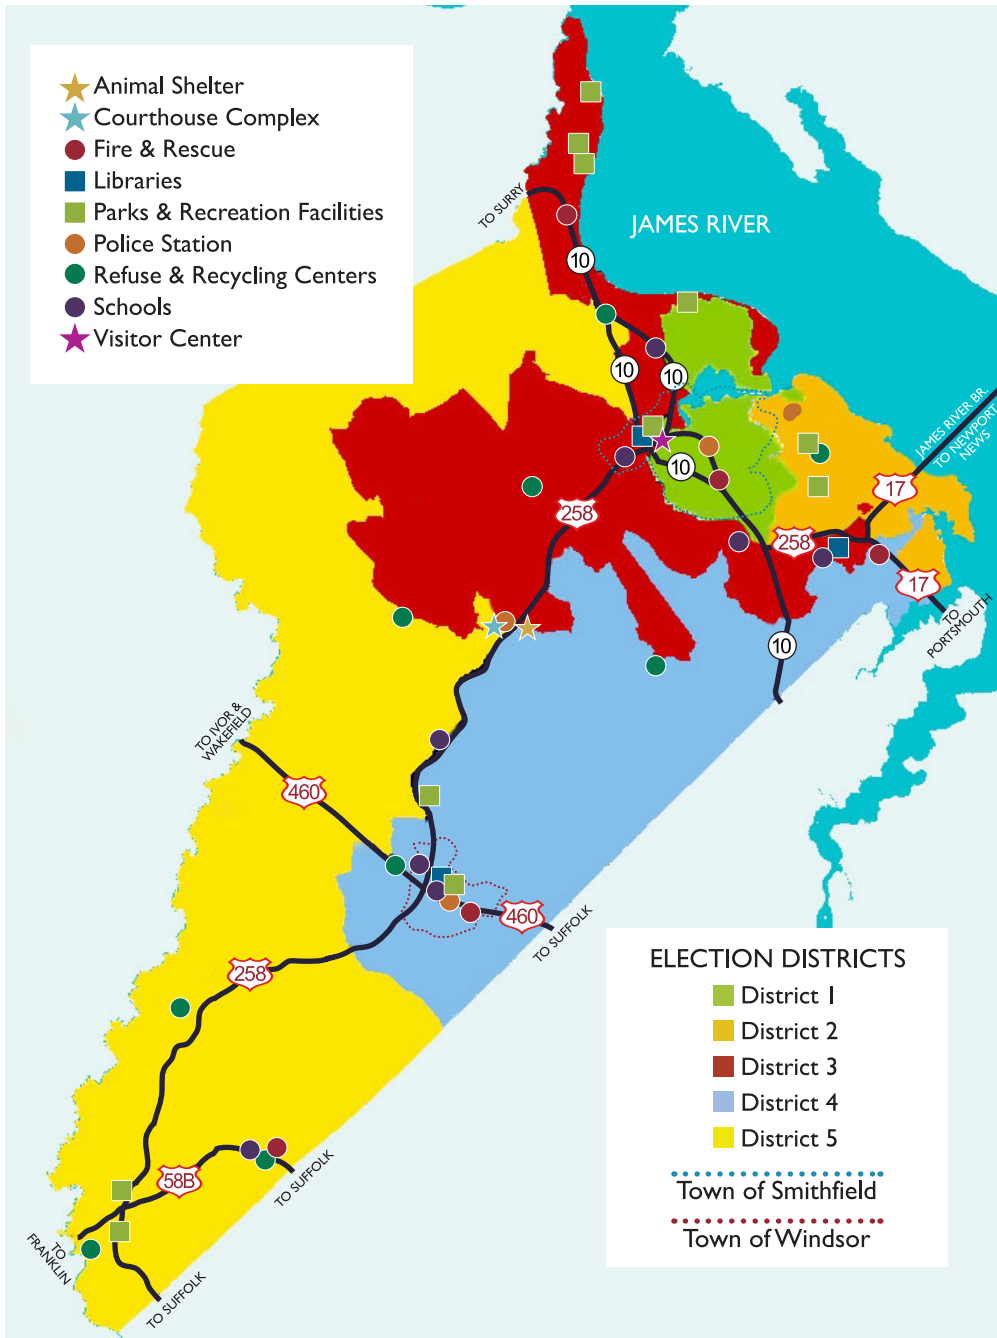 Animal Shelter
Courthouse Complex
Fire & Rescue
Libraries
Parks & Recreation Facilities
Police Station
Refuse & Recycling Centers
Schools
Visitor Center
TO SURRY
JAMES RIVER
10
10
10
JAMES RIVER BR.
TO NEWPORT
NEWS
10
17
258
258
17
TO
PORTSMOUTH
10
TO IVOR &
WAKEFIELD
460
460
TO SUFFOLK
258
58B
TO SUFFOLK
TO
FRANKLIN
TO SUFFOLK
ELECTION DISTRICTS
District 1
District 2
District 3
District 4
District 5
Town of Smithfield
Town of Windsor